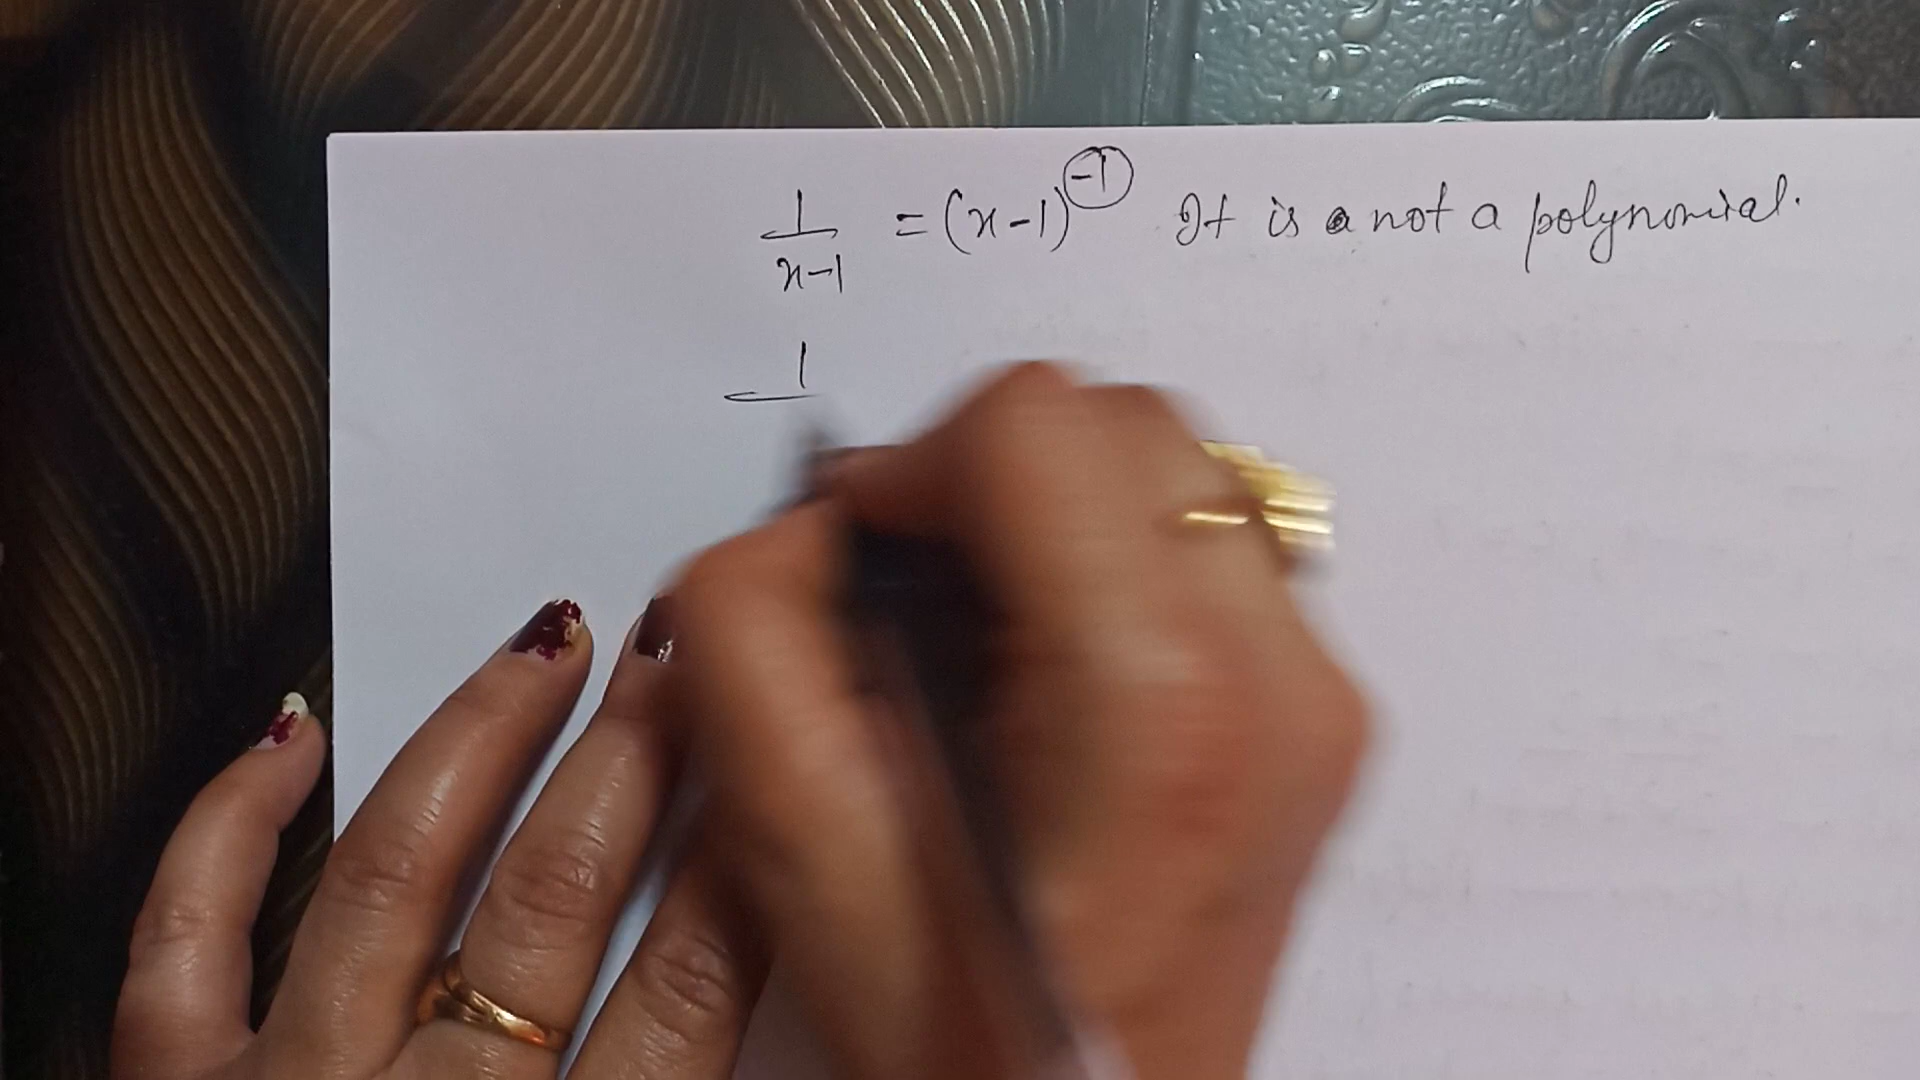 1/(x-1) = (x-1)^-1 It is a not a polynomial.
1